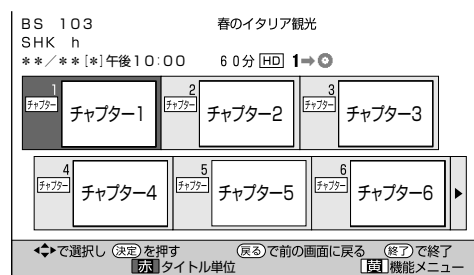 BS 103 春のイタリア観光
SHK h
**/**[*]午後10:00 60分 HD 1➡
1 2 3
チャプター チャプター1 チャプター チャプター2 チャプター チャプター3
4 5 6
チャプター チャプター4 チャプター チャプター5 チャプター チャプター6
で選択し 決定を押す 戻るで前の画面に戻る 終了で終了
赤 タイトル単位 黄 機能メニュー